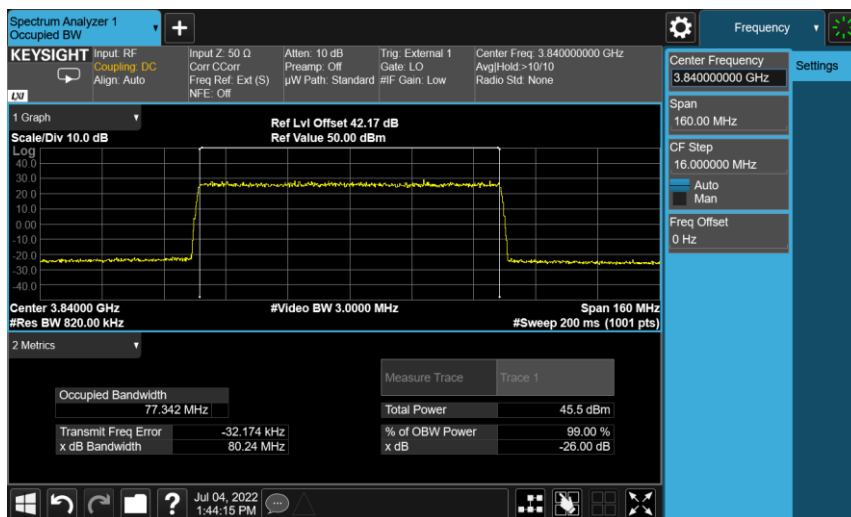 Spectrum Analyzer 1
Occupied BW
Frequency
KEYSIGHT
Input: RF
Coupling: DC
Align: Auto
Input Z: 50 Ω
Corr CCorr
Freq Ref: Ext (S)
NFE: Off
Atten: 10 dB
Preamp: Off
µW Path: Standard
Trig: External 1
Gate: LO
#IF Gain: Low
Center Freq: 3.840000000 GHz
Avg|Hold:>10/10
Radio Std: None
LXI
Center Frequency
3.840000000 GHz
Settings
Span
160.00 MHz
CF Step
16.000000 MHz
Auto
Man
Freq Offset
0 Hz
1 Graph
Scale/Div 10.0 dB
Ref Lvl Offset 42.17 dB
Ref Value 50.00 dBm
Log
40.0
30.0
20.0
10.0
0.00
-10.0
-20.0
-30.0
-40.0
Center 3.84000 GHz
#Res BW 820.00 kHz
#Video BW 3.0000 MHz
Span 160 MHz
#Sweep 200 ms (1001 pts)
2 Metrics
Measure Trace Trace 1
Occupied Bandwidth
77.342 MHz
Total Power 45.5 dBm
Transmit Freq Error -32.174 kHz
% of OBW Power 99.00 %
x dB Bandwidth 80.24 MHz
x dB -26.00 dB
?
Jul 04, 2022
1:44:15 PM